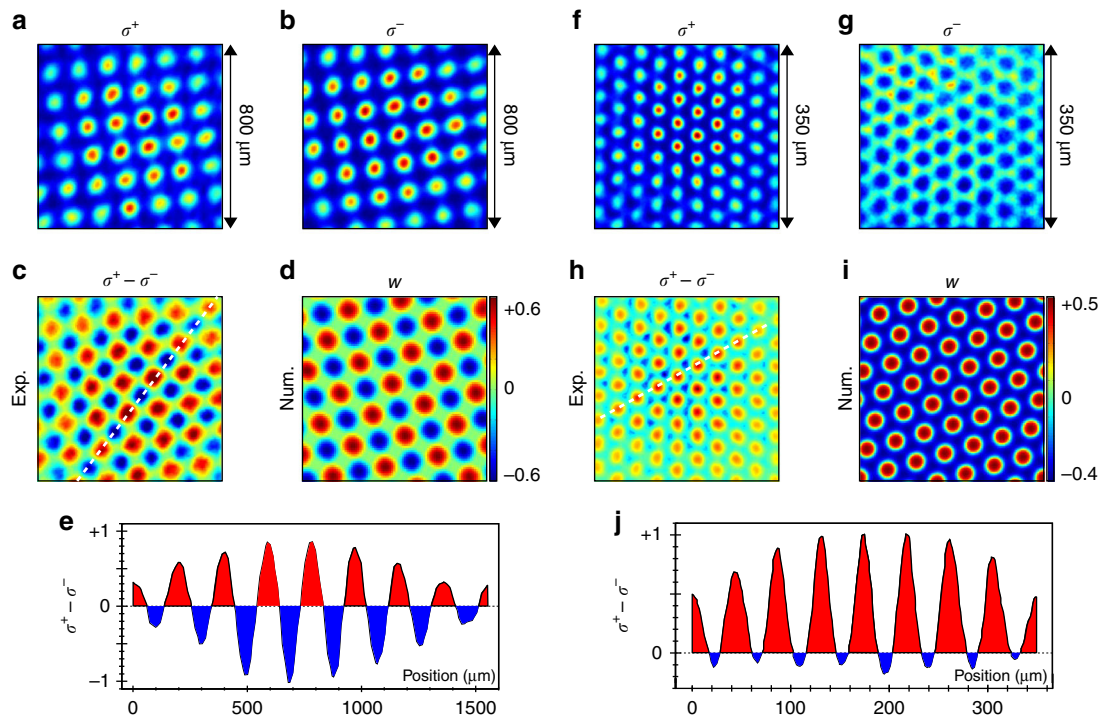 a
σ⁺
800 μm
b
σ⁻
800 μm
f
σ⁺
350 μm
g
σ⁻
350 μm
c
σ⁺ – σ⁻
Exp.
d
w
Num.
+0.6
0
–0.6
h
σ⁺ – σ⁻
Exp.
i
w
Num.
+0.5
0
–0.4
e
+1
0
–1
σ⁺ – σ⁻
Position (μm)
0 500 1000 1500
j
+1
0
σ⁺ – σ⁻
Position (μm)
0 100 200 300